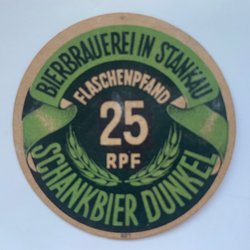 BIERBRAUEREI IN STANKAU
FLASCHENPFAND
25
RPF
SCHANKBIER DUNKEL